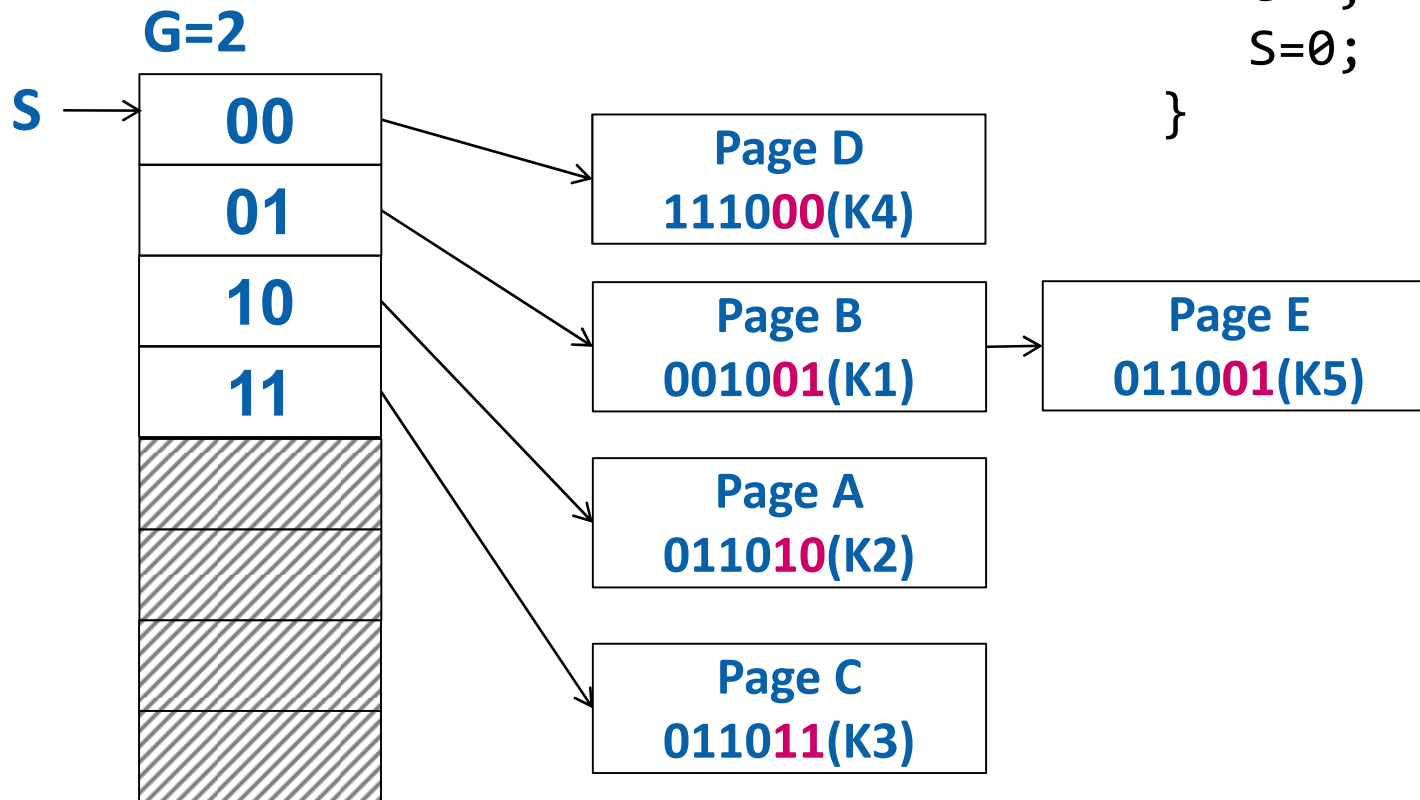 G=2
S=0;
}
S
00
01
10
11
Page D
111000(K4)
Page B
001001(K1)
Page E
011001(K5)
Page A
011010(K2)
Page C
011011(K3)